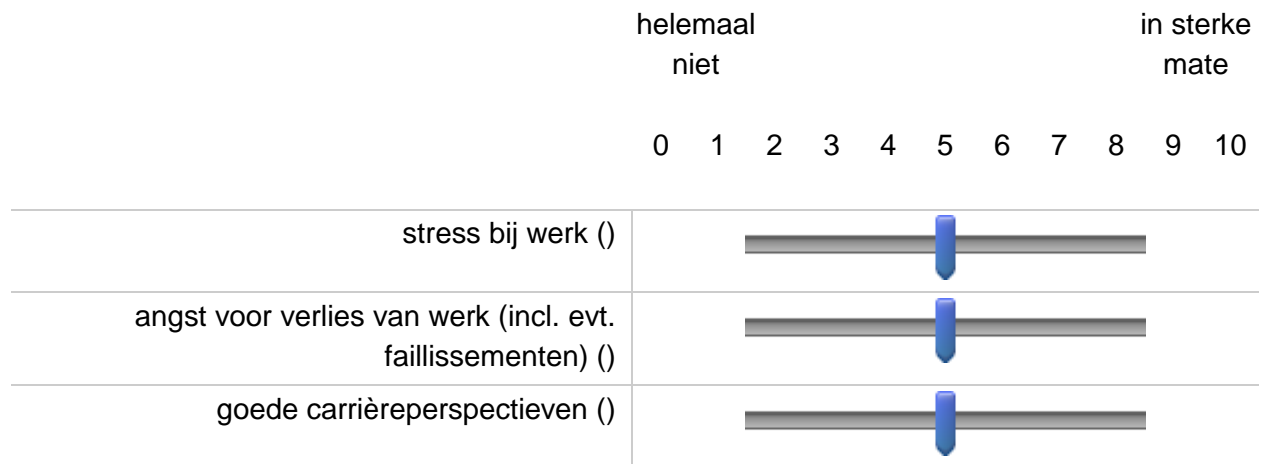 helemaal niet
in sterke mate
0 1 2 3 4 5 6 7 8 9 10
stress bij werk ()
angst voor verlies van werk (incl. evt.
faillissementen) ()
goede carrièreperspectieven ()